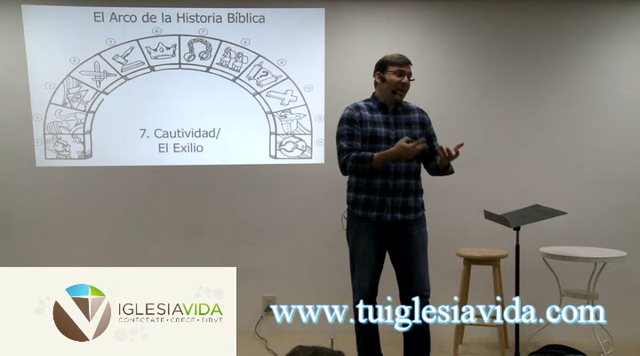 El Arco de la Historia Bíblica
7. Cautividad/
El Exilio
IGLESIAVIDA
CONÉCTATE • CRECE • SIRVE
www.tuiglesiavida.com